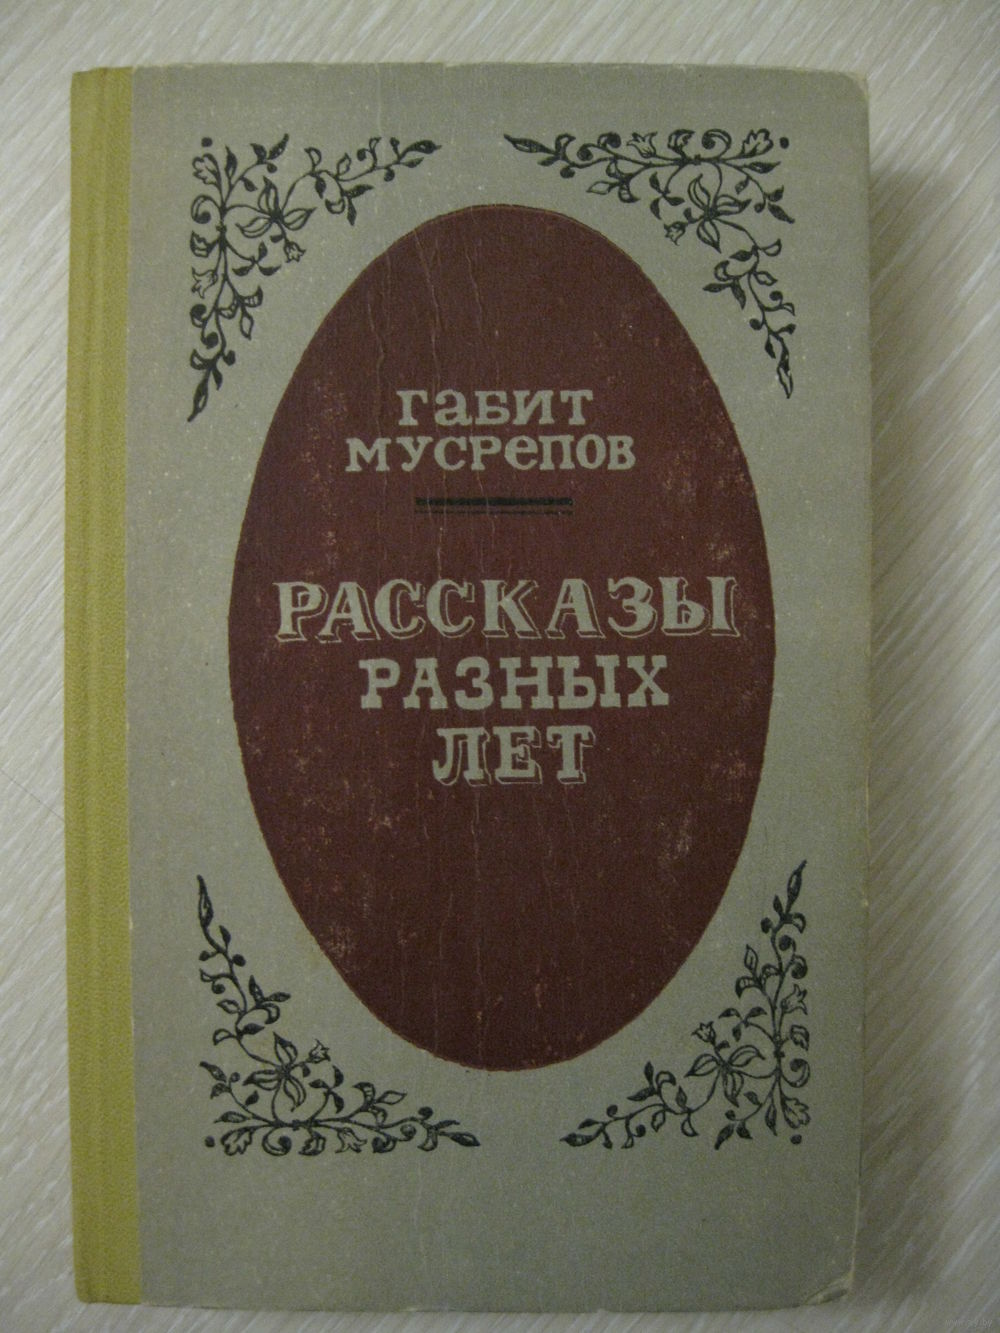 Габит
Мусрепов
Рассказы
разных
лет